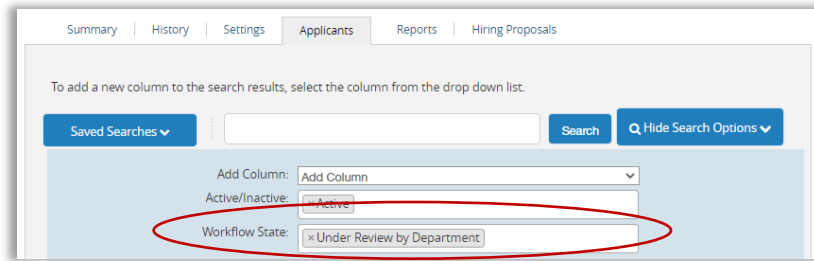 Summary History Settings Applicants Reports Hiring Proposals
To add a new column to the search results, select the column from the drop down list.
Saved Searches Search Hide Search Options
Add Column: Add Column
Active/Inactive: ×Active
Workflow State: ×Under Review by Department